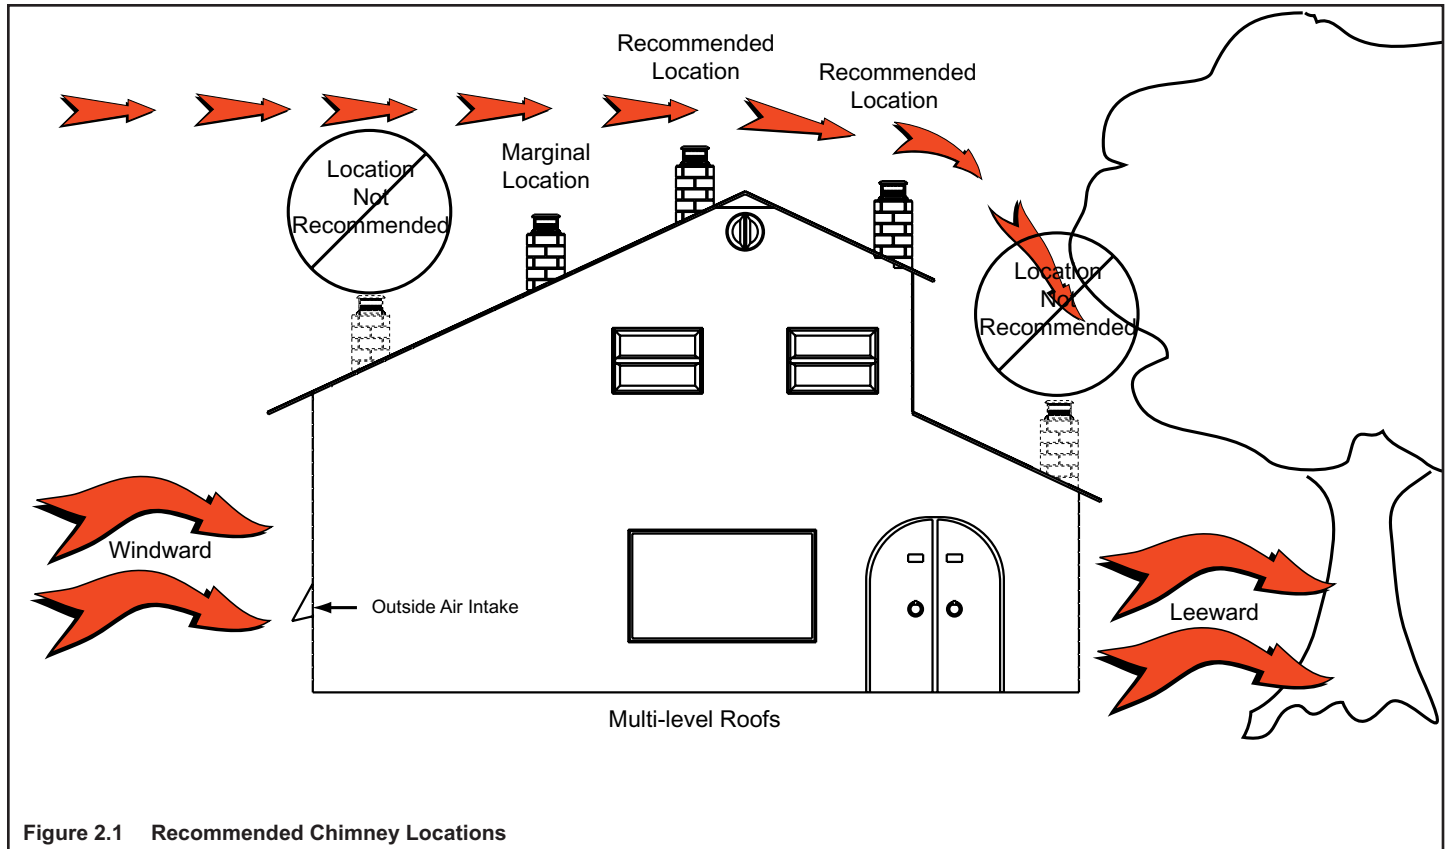 Recommended
Location
Recommended
Location
Marginal
Location
Location
Not
Recommended
Location
Not
Recommended
Windward
Outside Air Intake
Leeward
Multi-level Roofs
Figure 2.1 Recommended Chimney Locations